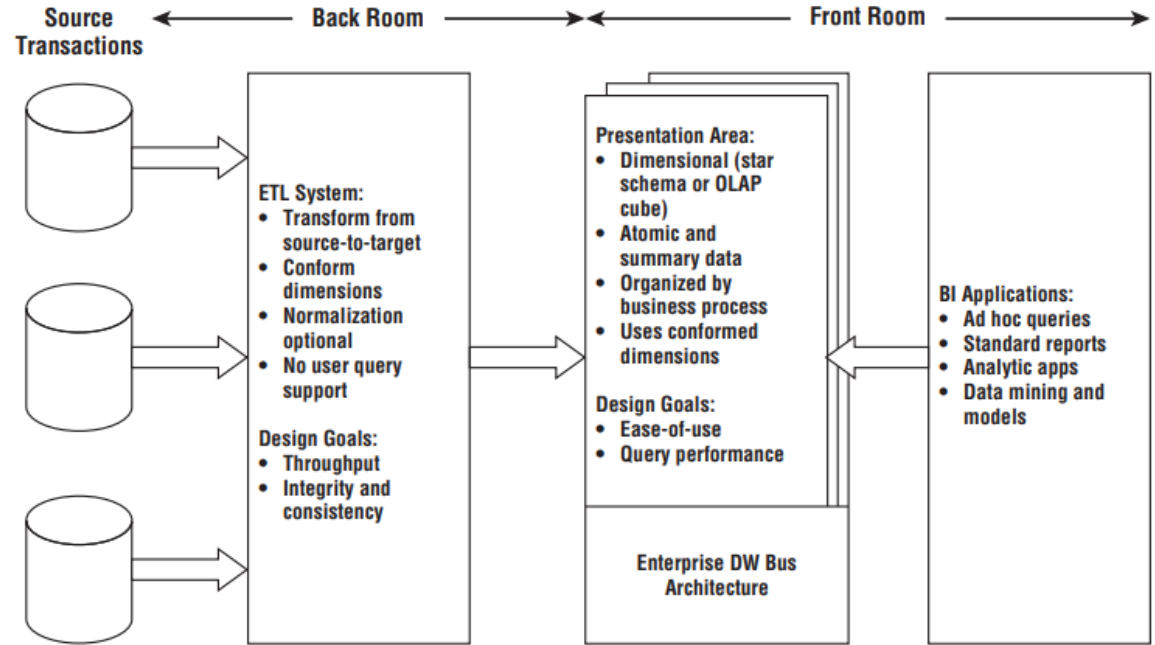 Source
Transactions
Back Room
Front Room
ETL System:
• Transform from
source-to-target
• Conform
dimensions
• Normalization
optional
• No user query
support
Design Goals:
• Throughput
• Integrity and
consistency
Presentation Area:
• Dimensional (star
schema or OLAP
cube)
• Atomic and
summary data
• Organized by
business process
• Uses conformed
dimensions
Design Goals:
• Ease-of-use
• Query performance
Enterprise DW Bus
Architecture
BI Applications:
• Ad hoc queries
• Standard reports
• Analytic apps
• Data mining and
models